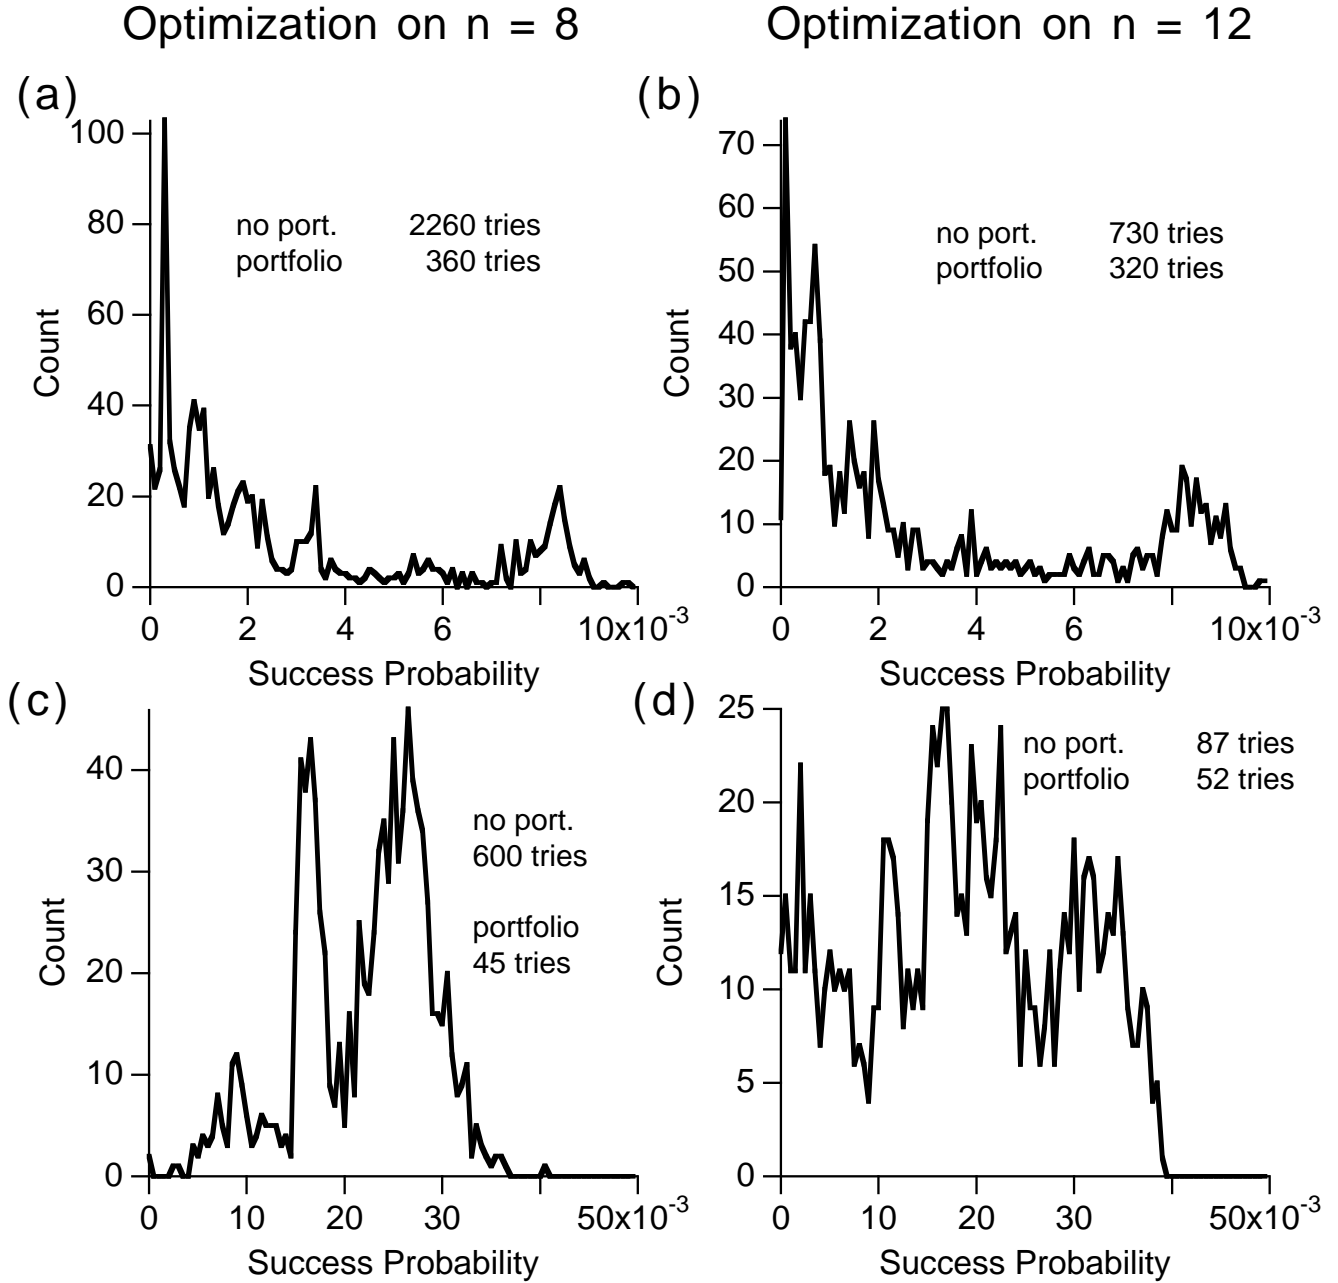 Optimization on n = 8
Optimization on n = 12
(a)
100
80
60
40
20
0
Count
no port. 2260 tries
portfolio 360 tries
0 2 4 6 10x10-3
Success Probability
(b)
70
60
50
40
30
20
10
0
Count
no port. 730 tries
portfolio 320 tries
0 2 4 6 10x10-3
Success Probability
(c)
40
30
20
10
0
Count
no port.
600 tries
portfolio
45 tries
0 10 20 30 50x10-3
Success Probability
(d)
25
20
15
10
5
0
Count
no port. 87 tries
portfolio 52 tries
0 10 20 30 50x10-3
Success Probability